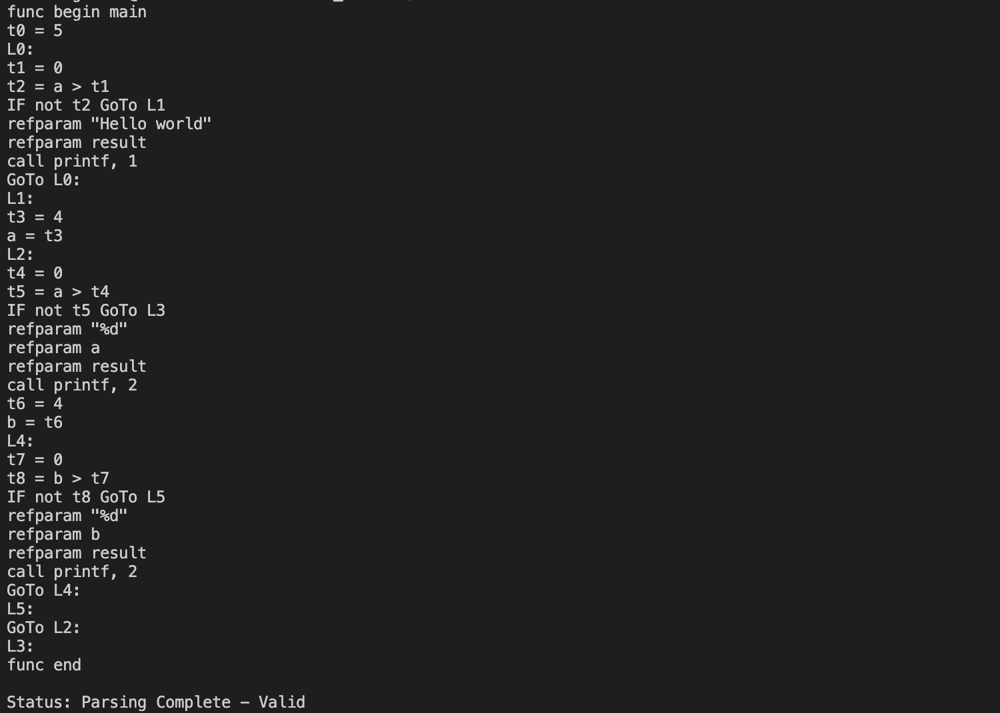 func begin main
t0 = 5
L0:
t1 = 0
t2 = a > t1
IF not t2 GoTo L1
refparam "Hello world"
refparam result
call printf, 1
GoTo L0:
L1:
t3 = 4
a = t3
L2:
t4 = 0
t5 = a > t4
IF not t5 GoTo L3
refparam "%d"
refparam a
refparam result
call printf, 2
t6 = 4
b = t6
L4:
t7 = 0
t8 = b > t7
IF not t8 GoTo L5
refparam "%d"
refparam b
refparam result
call printf, 2
GoTo L4:
L5:
GoTo L2:
L3:
func end
Status: Parsing Complete – Valid